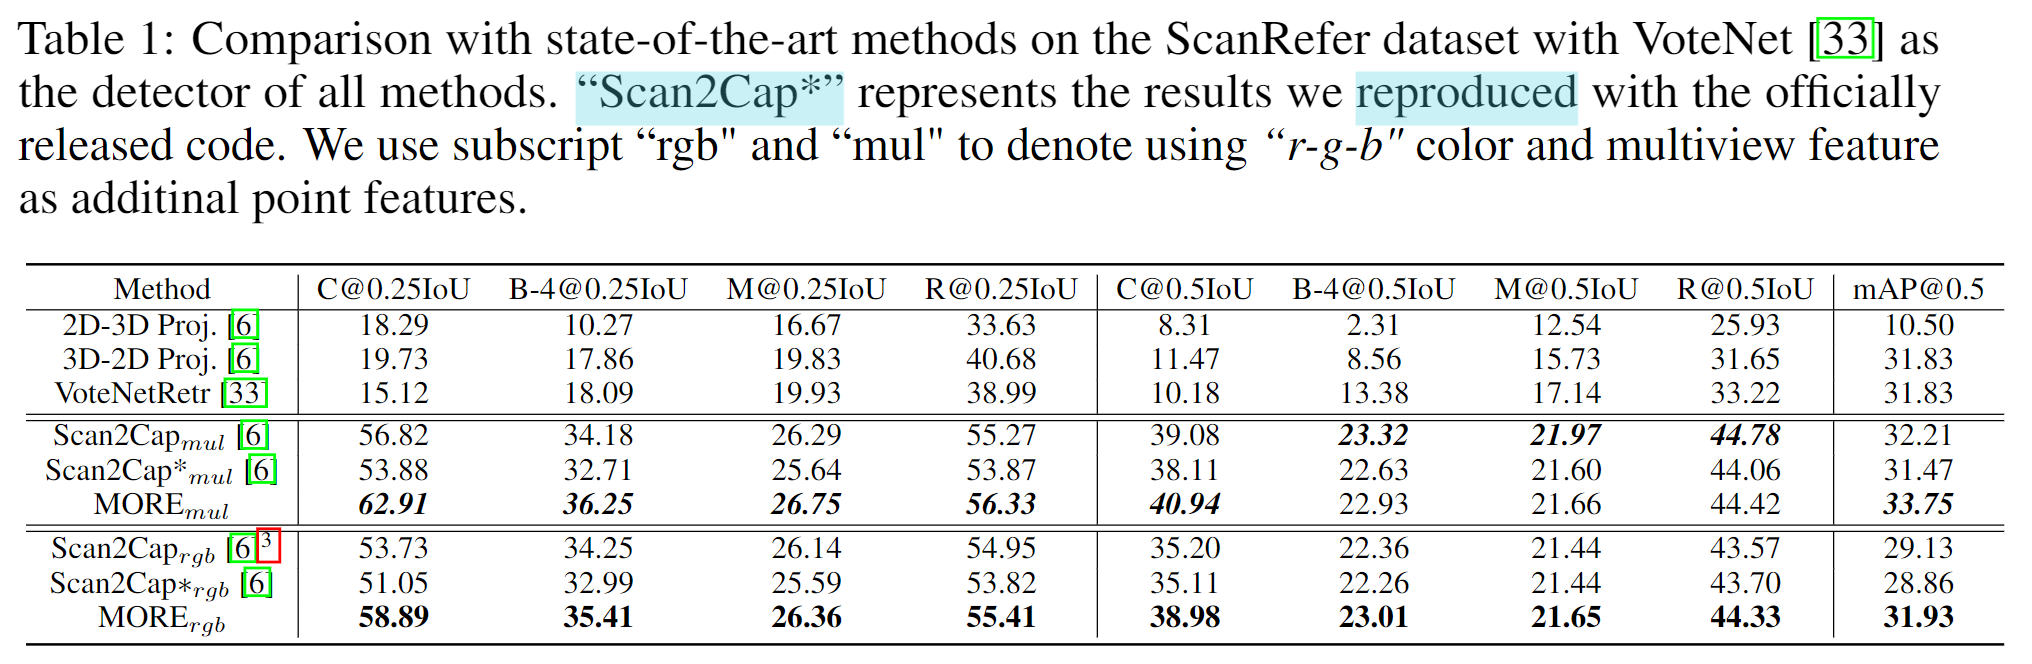 Table 1: Comparison with state-of-the-art methods on the ScanRefer dataset with VoteNet [33] as
the detector of all methods. “Scan2Cap*” represents the results we reproduced with the officially
released code. We use subscript “rgb" and “mul" to denote using “r-g-b" color and multiview feature
as additinal point features.
Method C@0.25IoU B-4@0.25IoU M@0.25IoU R@0.25IoU C@0.5IoU B-4@0.5IoU M@0.5IoU R@0.5IoU mAP@0.5
2D-3D Proj. [6] 18.29 10.27 16.67 33.63 8.31 2.31 12.54 25.93 10.50
3D-2D Proj. [6] 19.73 17.86 19.83 40.68 11.47 8.56 15.73 31.65 31.83
VoteNetRetr [33] 15.12 18.09 19.93 38.99 10.18 13.38 17.14 33.22 31.83
Scan2Cap_mul [6] 56.82 34.18 26.29 55.27 39.08 23.32 21.97 44.78 32.21
Scan2Cap*_mul [6] 53.88 32.71 25.64 53.87 38.11 22.63 21.60 44.06 31.47
MORE_mul 62.91 36.25 26.75 56.33 40.94 22.93 21.66 44.42 33.75
Scan2Cap_rgb [6]3 53.73 34.25 26.14 54.95 35.20 22.36 21.44 43.57 29.13
Scan2Cap*_rgb [6] 51.05 32.99 25.59 53.82 35.11 22.26 21.44 43.70 28.86
MORE_rgb 58.89 35.41 26.36 55.41 38.98 23.01 21.65 44.33 31.93